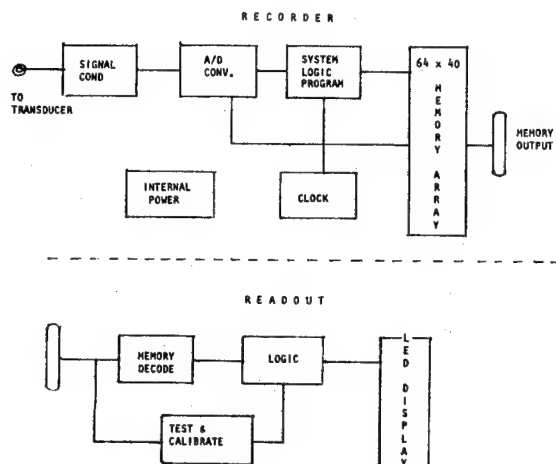 RECORDER
SIGNAL
COND
A/D
CONV.
SYSTEM
LOGIC
PROGRAM
64 x 40
MEMORY
ARRAY
TO
TRANSDUCER
MEMORY
OUTPUT
INTERNAL
POWER
CLOCK
READOUT
MEMORY
DECODE
LOGIC
LED
DISPLAY
TEST &
CALIBRATE